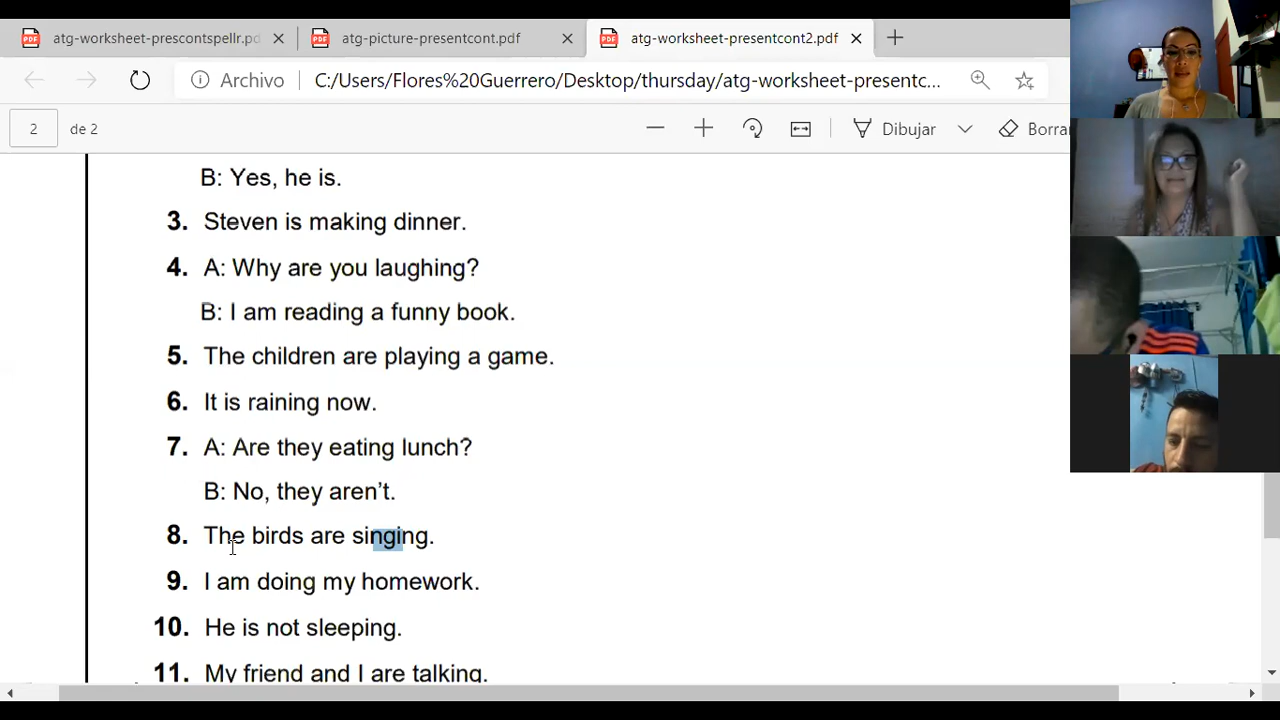 atg-worksheet-prescontspellr.pd
atg-picture-presentcont.pdf
atg-worksheet-presentcont2.pdf
Archivo
C:/Users/Flores%20Guerrero/Desktop/thursday/atg-worksheet-presentc...
2
de 2
Dibujar
Borra
B: Yes, he is.
3. Steven is making dinner.
4. A: Why are you laughing?
B: I am reading a funny book.
5. The children are playing a game.
6. It is raining now.
7. A: Are they eating lunch?
B: No, they aren’t.
8. The birds are singing.
9. I am doing my homework.
10. He is not sleeping.
11. My friend and I are talking.